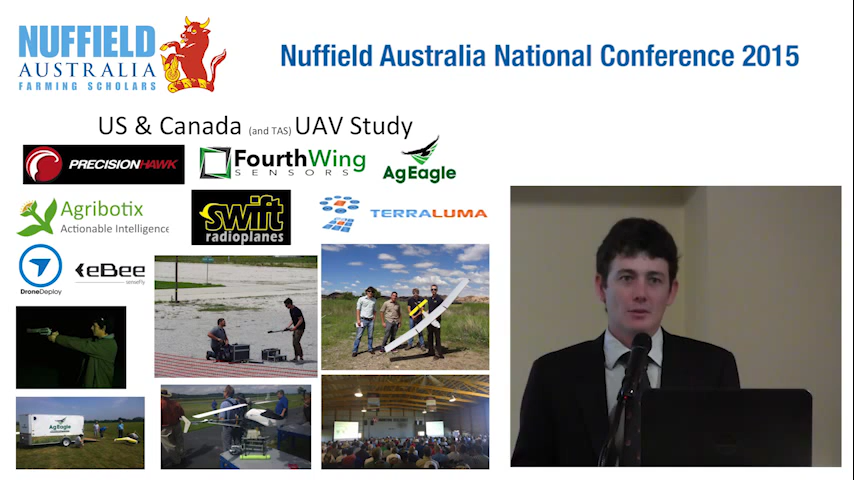 NUFFIELD
AUSTRALIA
FARMING SCHOLARS
Nuffield Australia National Conference 2015
US & Canada (and TAS) UAV Study
PRECISIONHAWK
FourthWing
SENSORS
AgEagle
Agribotix
Actionable Intelligence
swift
radioplanes
TERRALUMA
DroneDeploy
eBee
senseFly
AgEagle